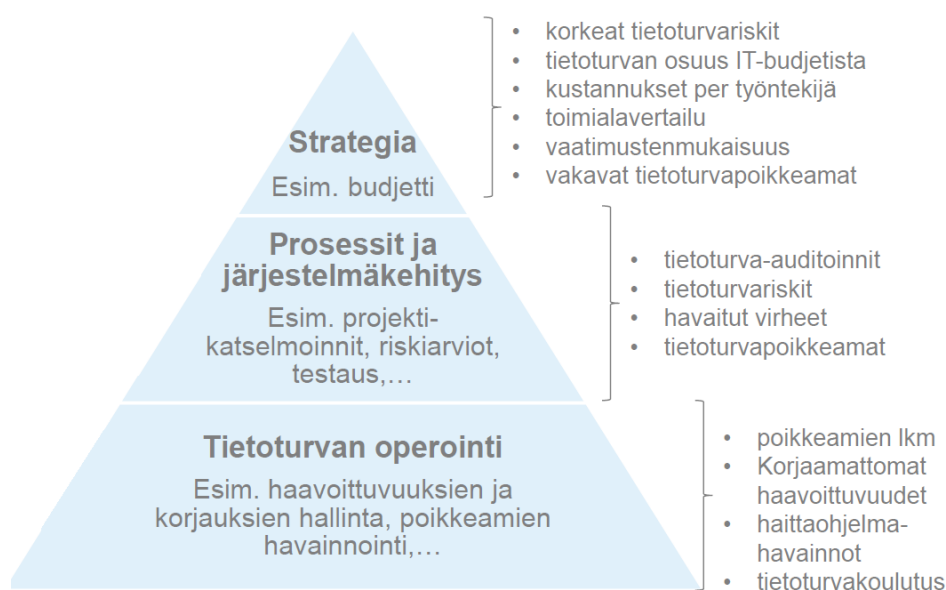 Strategia
Esim. budjetti
• korkeat tietoturvariskit
• tietoturvan osuus IT-budjetista
• kustannukset per työntekijä
• toimialavertailu
• vaatimustenmukaisuus
• vakavat tietoturvapoikkeamat
Prosessit ja
järjestelmäkehitys
Esim. projekti-
katselmoinnit, riskiarviot,
testaus,…
• tietoturva-auditoinnit
• tietoturvariskit
• havaitut virheet
• tietoturvapoikkeamat
Tietoturvan operointi
Esim. haavoittuvuuksien ja
korjauksien hallinta, poikkeamien
havainnointi,…
• poikkeamien lkm
• Korjaamattomat
haavoittuvuudet
• haittaohjelma-
havainnot
• tietoturvakoulutus